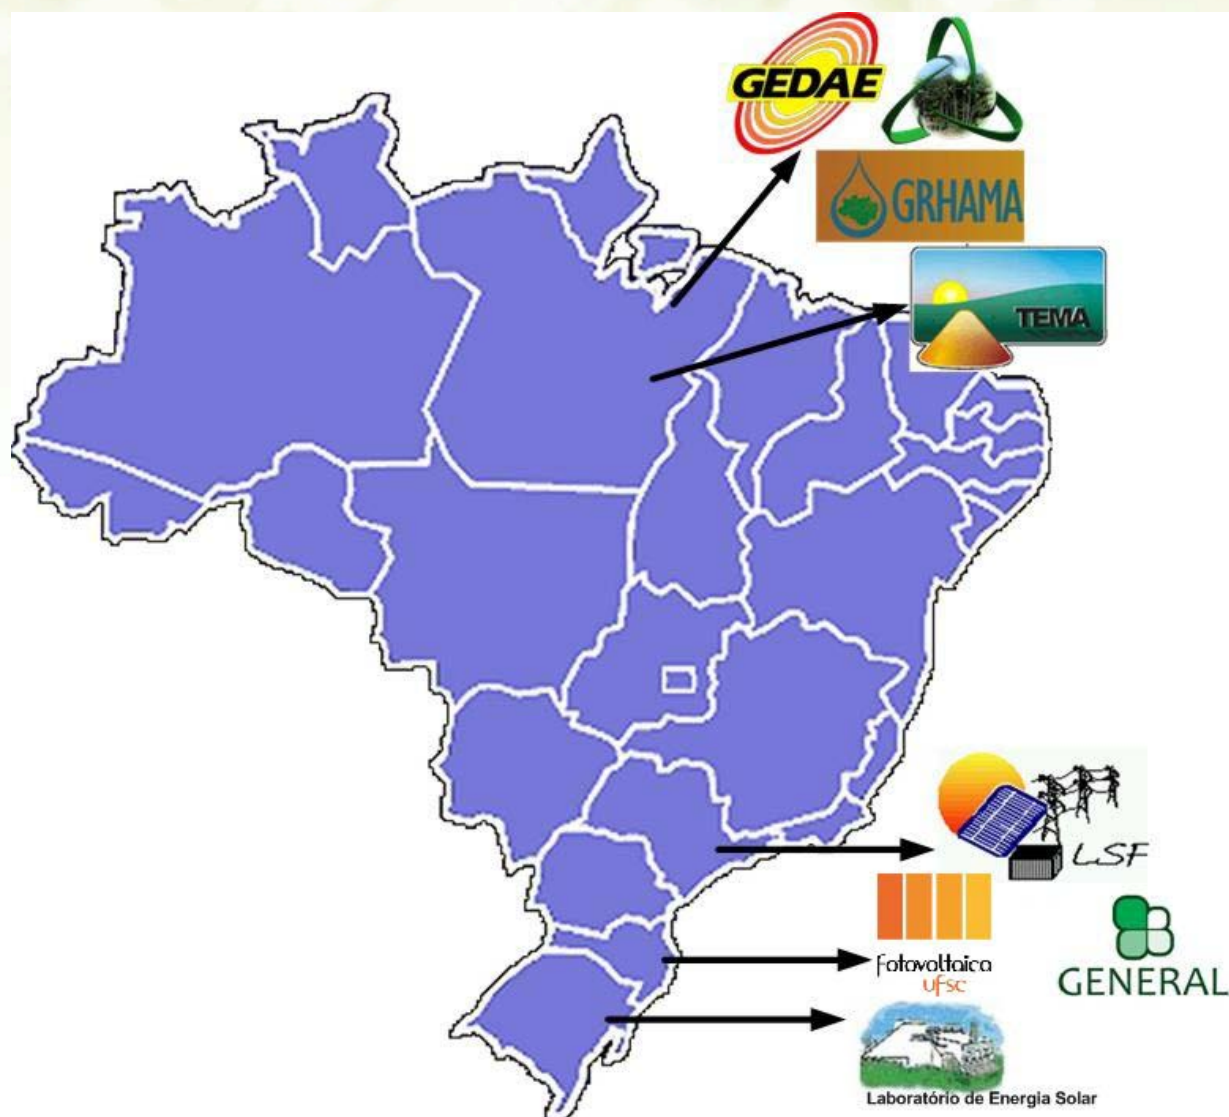 GEDAE
GRHAMA
TEMA
LSF
fotovoltaica
ufsc
GENERAL
Laboratório de Energia Solar